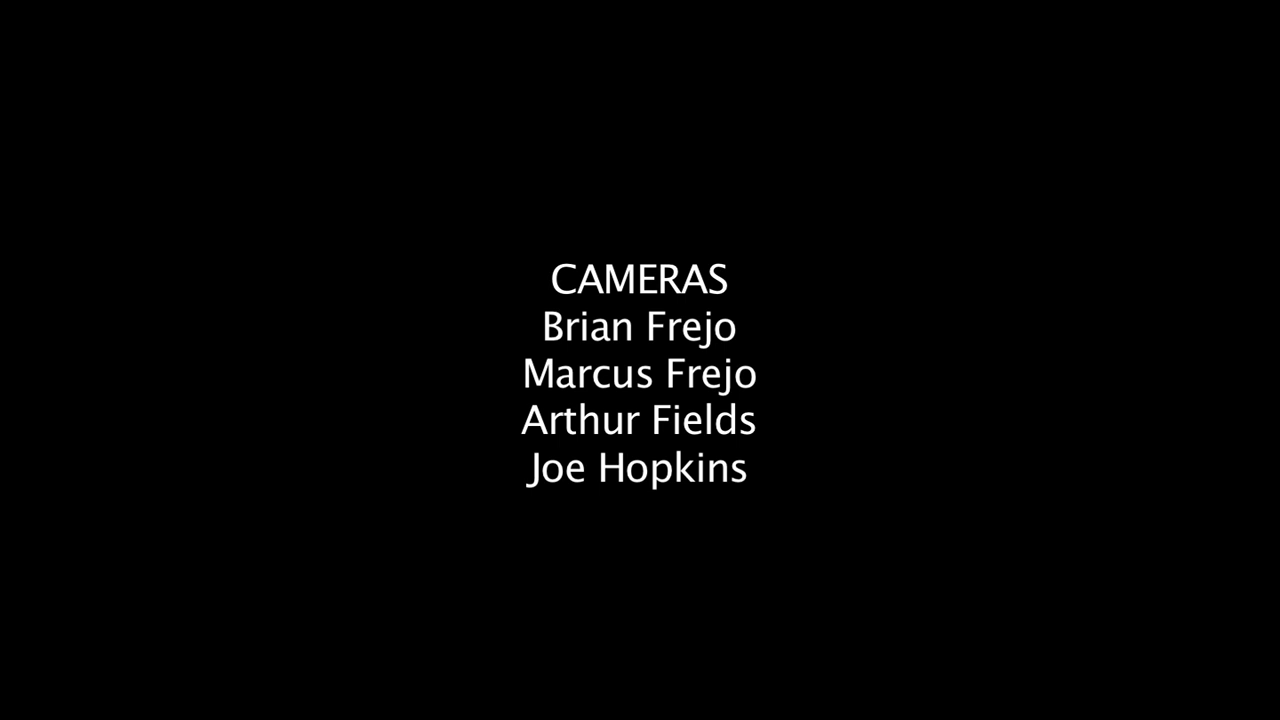 CAMERAS
Brian Frejo
Marcus Frejo
Arthur Fields
Joe Hopkins